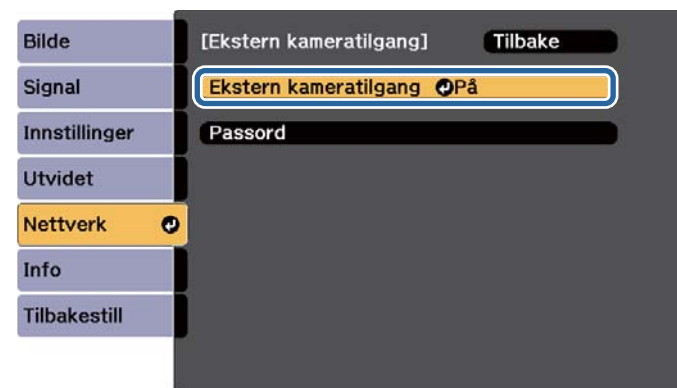 Bilde
Signal
Innstillinger
Utvidet
Nettverk
Info
Tilbakestill
[Ekstern kameratilgang] Tilbake
Ekstern kameratilgang På
Passord